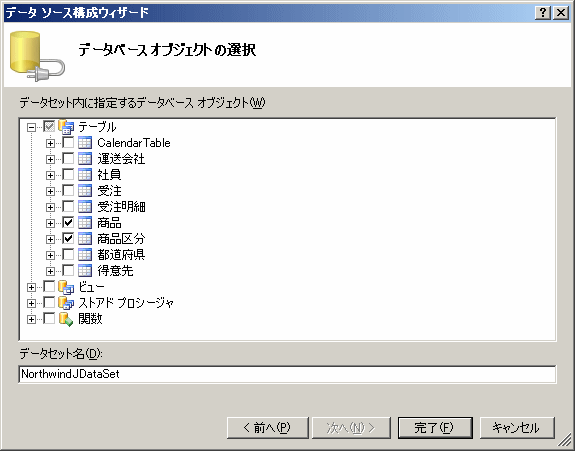 データ ソース構成ウィザード
データベース オブジェクトの選択
データセット内に指定するデータベース オブジェクト(W)
テーブル
CalendarTable
運送会社
社員
受注
受注明細
商品
商品区分
都道府県
得意先
ビュー
ストアド プロシージャ
関数
データセット名(D):
NorthwindJDataSet
< 前へ(P) 次へ(N) > 完了(F) キャンセル